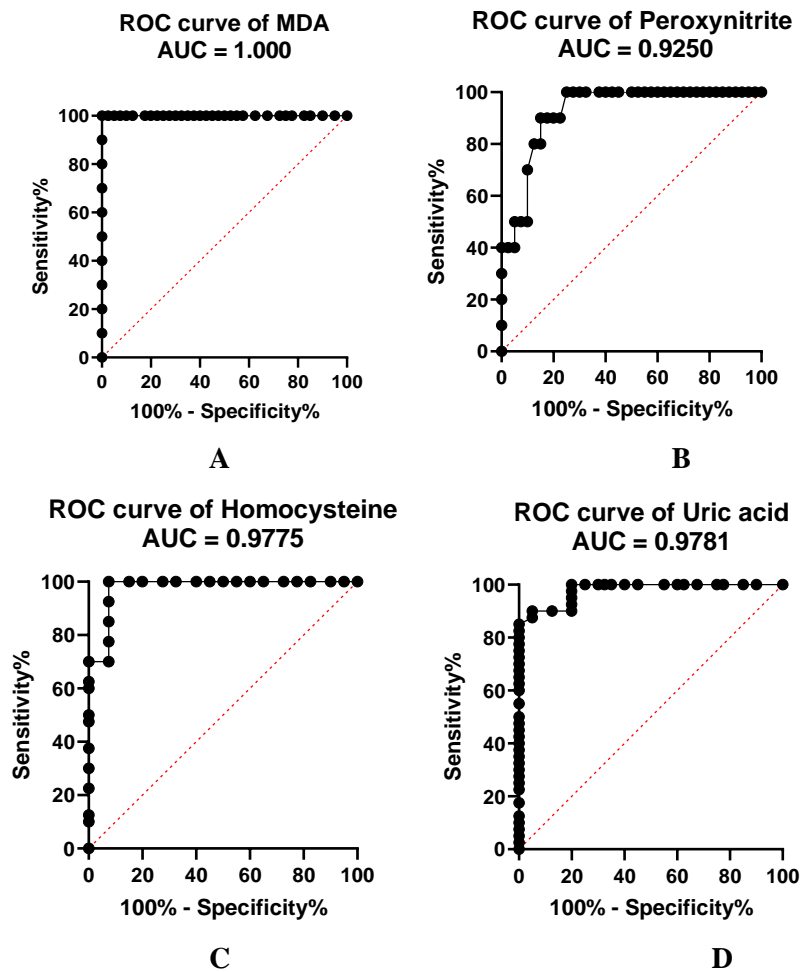 ROC curve of MDA
AUC = 1.000
100
80
60
40
20
0
Sensitivity%
0 20 40 60 80 100
100% - Specificity%
A
ROC curve of Peroxynitrite
AUC = 0.9250
100
80
60
40
20
0
Sensitivity%
0 20 40 60 80 100
100% - Specificity%
B
ROC curve of Homocysteine
AUC = 0.9775
100
80
60
40
20
0
Sensitivity%
0 20 40 60 80 100
100% - Specificity%
C
ROC curve of Uric acid
AUC = 0.9781
100
80
60
40
20
0
Sensitivity%
0 20 40 60 80 100
100% - Specificity%
D